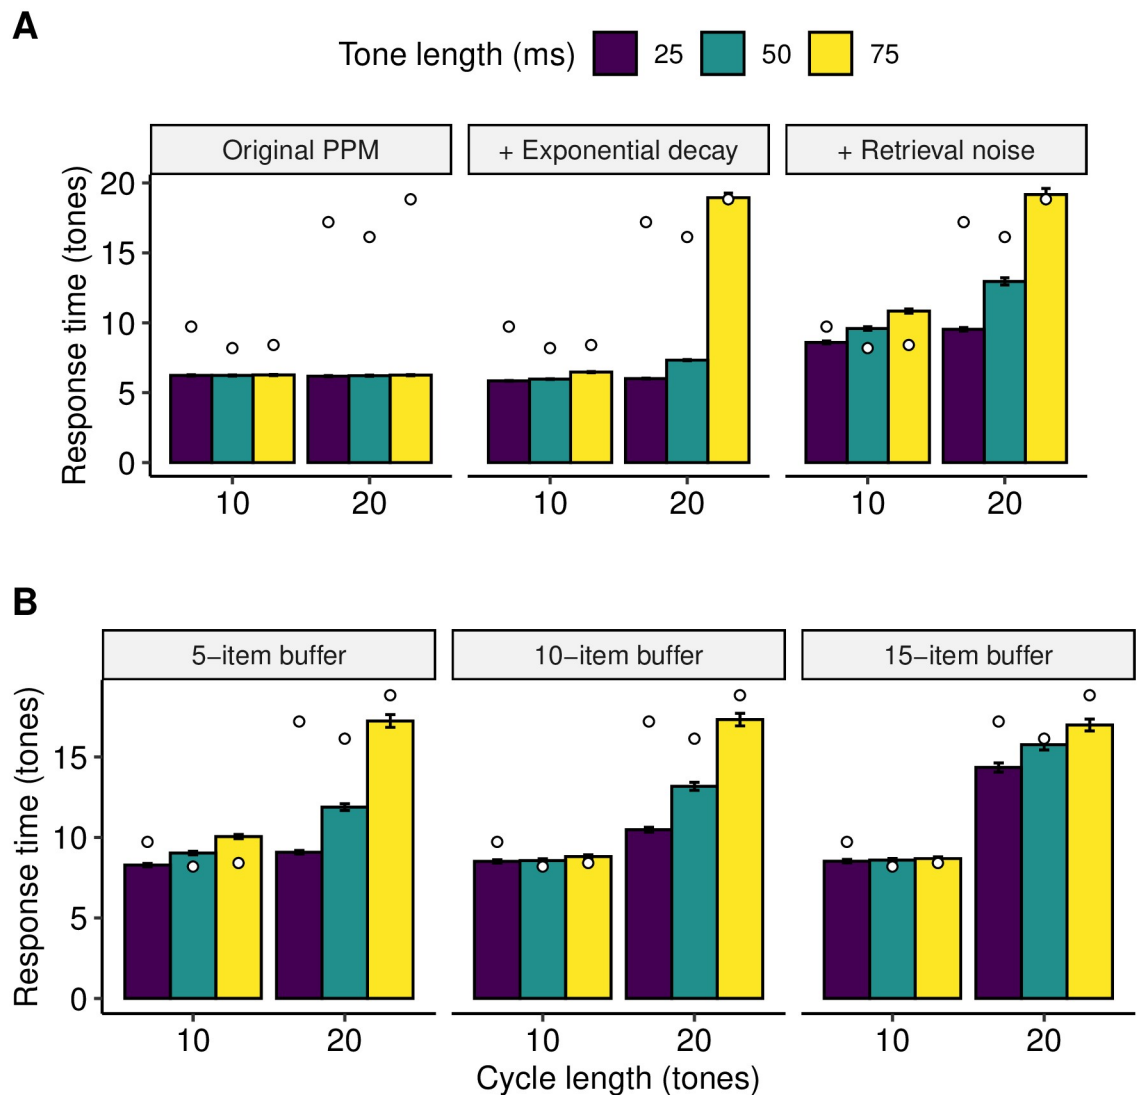 A
Tone length (ms) 25 50 75
Original PPM + Exponential decay + Retrieval noise
Response time (tones)
20
15
10
5
0
10 20 10 20 10 20
B
5−item buffer 10−item buffer 15−item buffer
Response time (tones)
15
10
5
0
10 20 10 20 10 20
Cycle length (tones)